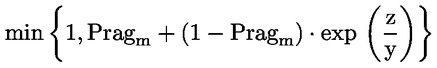 min { 1, Prag_m + (1 − Prag_m) · exp ( z / y ) }